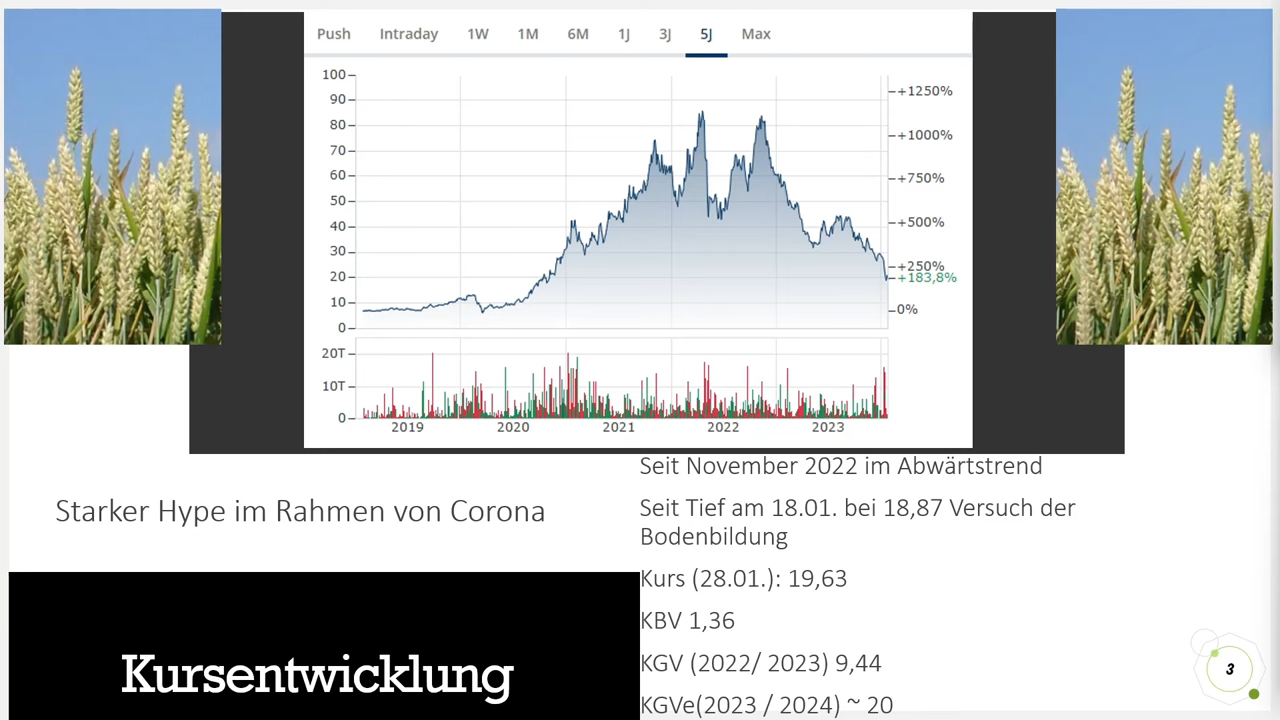 Push Intraday 1W 1M 6M 1J 3J 5J Max
100
90
80
70
60
50
40
30
20
10
0
+1250%
+1000%
+750%
+500%
+250%
+183,8%
0%
20T
10T
0
2019 2020 2021 2022 2023
Starker Hype im Rahmen von Corona
Kursentwicklung
Seit November 2022 im Abwärtstrend
Seit Tief am 18.01. bei 18,87 Versuch der
Bodenbildung
Kurs (28.01.): 19,63
KBV 1,36
KGV (2022/ 2023) 9,44
KGVe(2023 / 2024) ~ 20
3